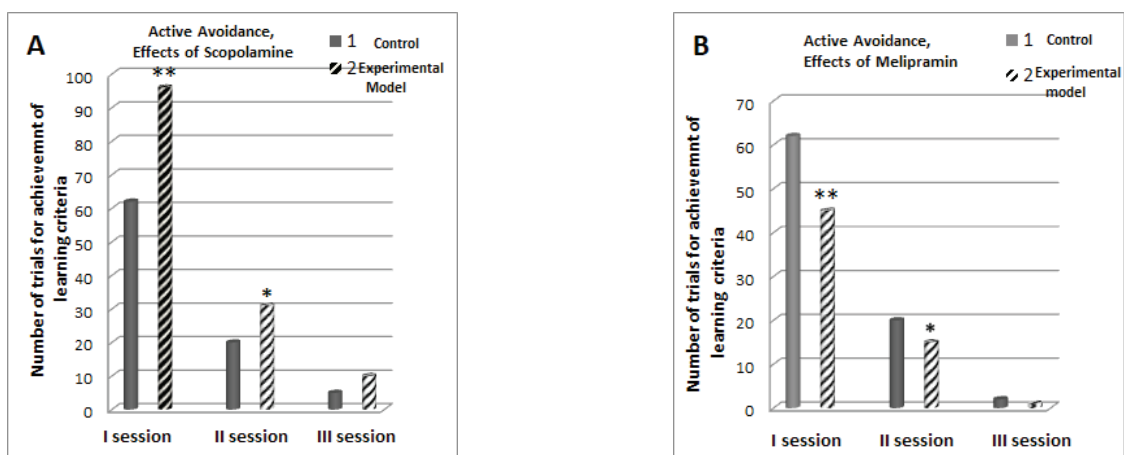 A
Active Avoidance,
Effects of Scopolamine
1 Control
2 Experimental
Model
Number of trials for achievemnt of
learning criteria
100
90
80
70
60
50
40
30
20
10
0
**
*
I session
II session
III session
B
Active Avoidance,
Effects of Melipramin
1 Control
2 Experimental
model
Number of trials for achievemnt of
learning criteria
70
60
50
40
30
20
10
0
**
*
I session
II session
III session